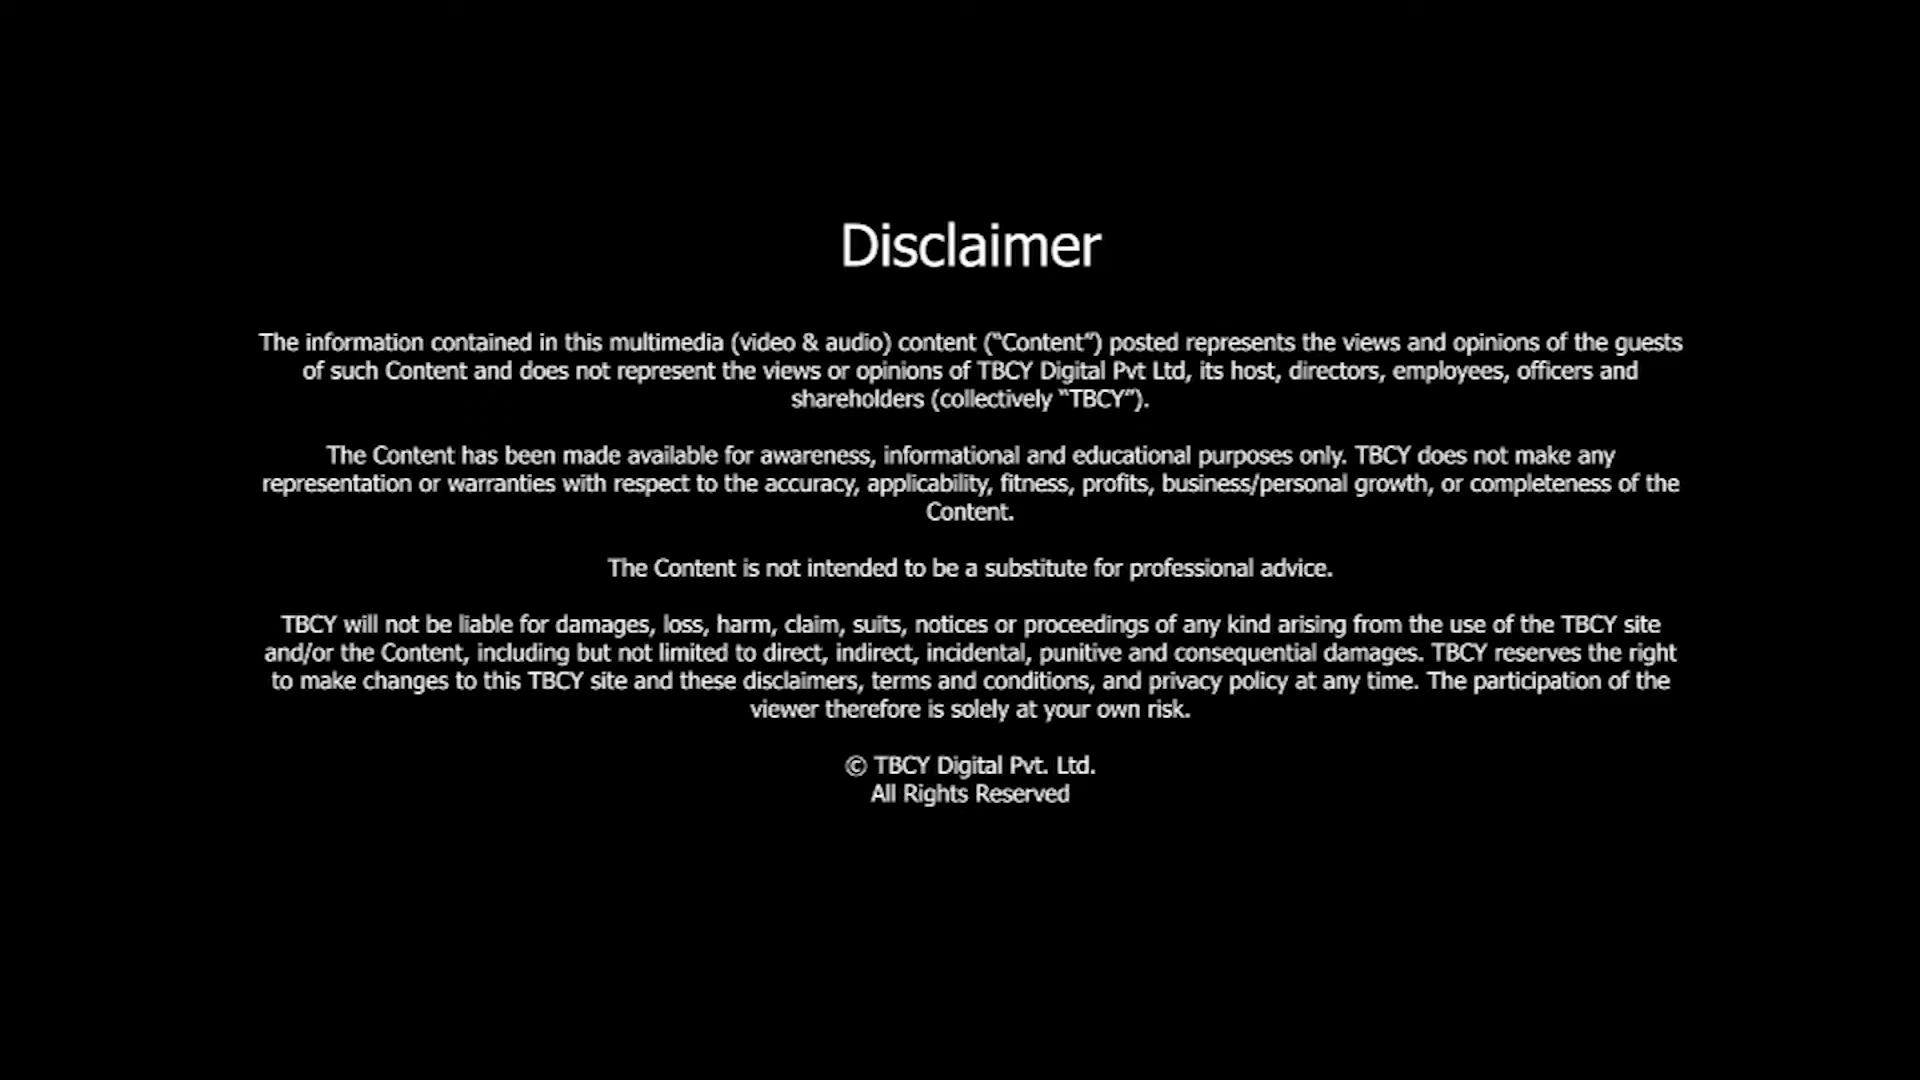 Disclaimer
The information contained in this multimedia (video & audio) content (“Content”) posted represents the views and opinions of the guests
of such Content and does not represent the views or opinions of TBCY Digital Pvt Ltd, its host, directors, employees, officers and
shareholders (collectively “TBCY”).
The Content has been made available for awareness, informational and educational purposes only. TBCY does not make any
representation or warranties with respect to the accuracy, applicability, fitness, profits, business/personal growth, or completeness of the
Content.
The Content is not intended to be a substitute for professional advice.
TBCY will not be liable for damages, loss, harm, claim, suits, notices or proceedings of any kind arising from the use of the TBCY site
and/or the Content, including but not limited to direct, indirect, incidental, punitive and consequential damages. TBCY reserves the right
to make changes to this TBCY site and these disclaimers, terms and conditions, and privacy policy at any time. The participation of the
viewer therefore is solely at your own risk.
© TBCY Digital Pvt. Ltd.
All Rights Reserved